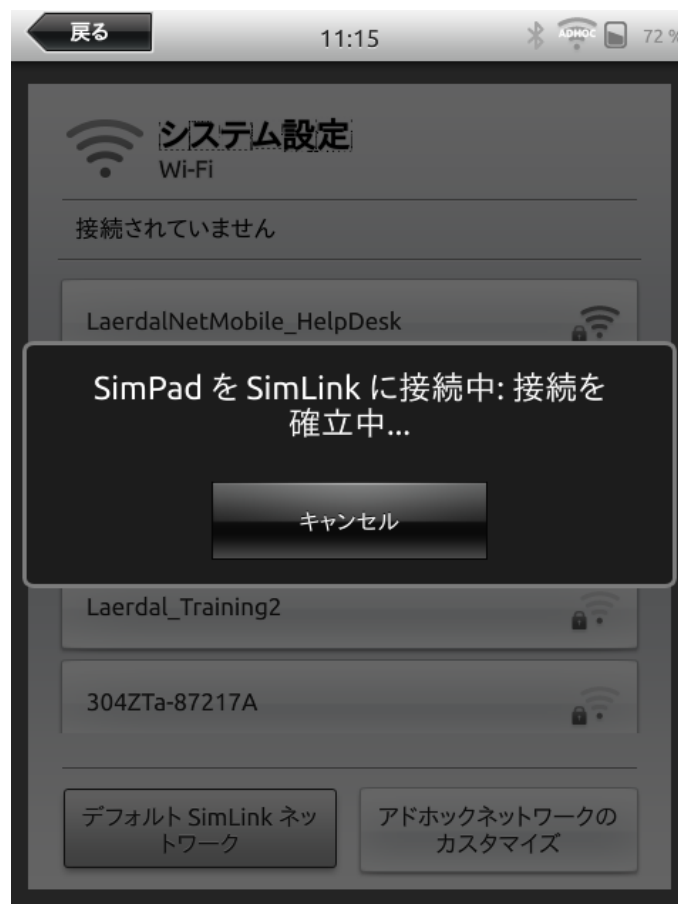 戻る
11:15
ADHOC
72 %
システム設定
Wi-Fi
接続されていません
LaerdalNetMobile_HelpDesk
SimPad を SimLink に接続中: 接続を
確立中...
キャンセル
Laerdal_Training2
304ZTa-87217A
デフォルト SimLink ネッ
トワーク
アドホックネットワークの
カスタマイズ